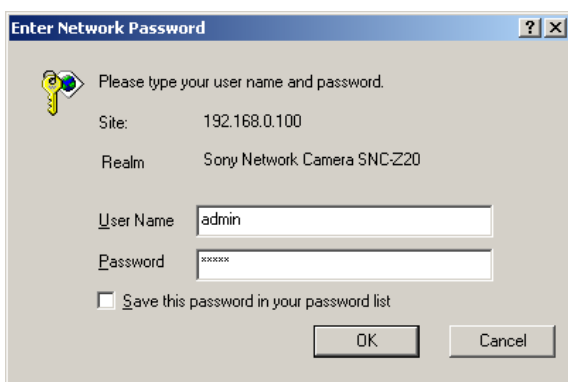 Enter Network Password
Please type your user name and password.
Site: 192.168.0.100
Realm Sony Network Camera SNC-Z20
User Name admin
Password xxxxx
Save this password in your password list
OK Cancel